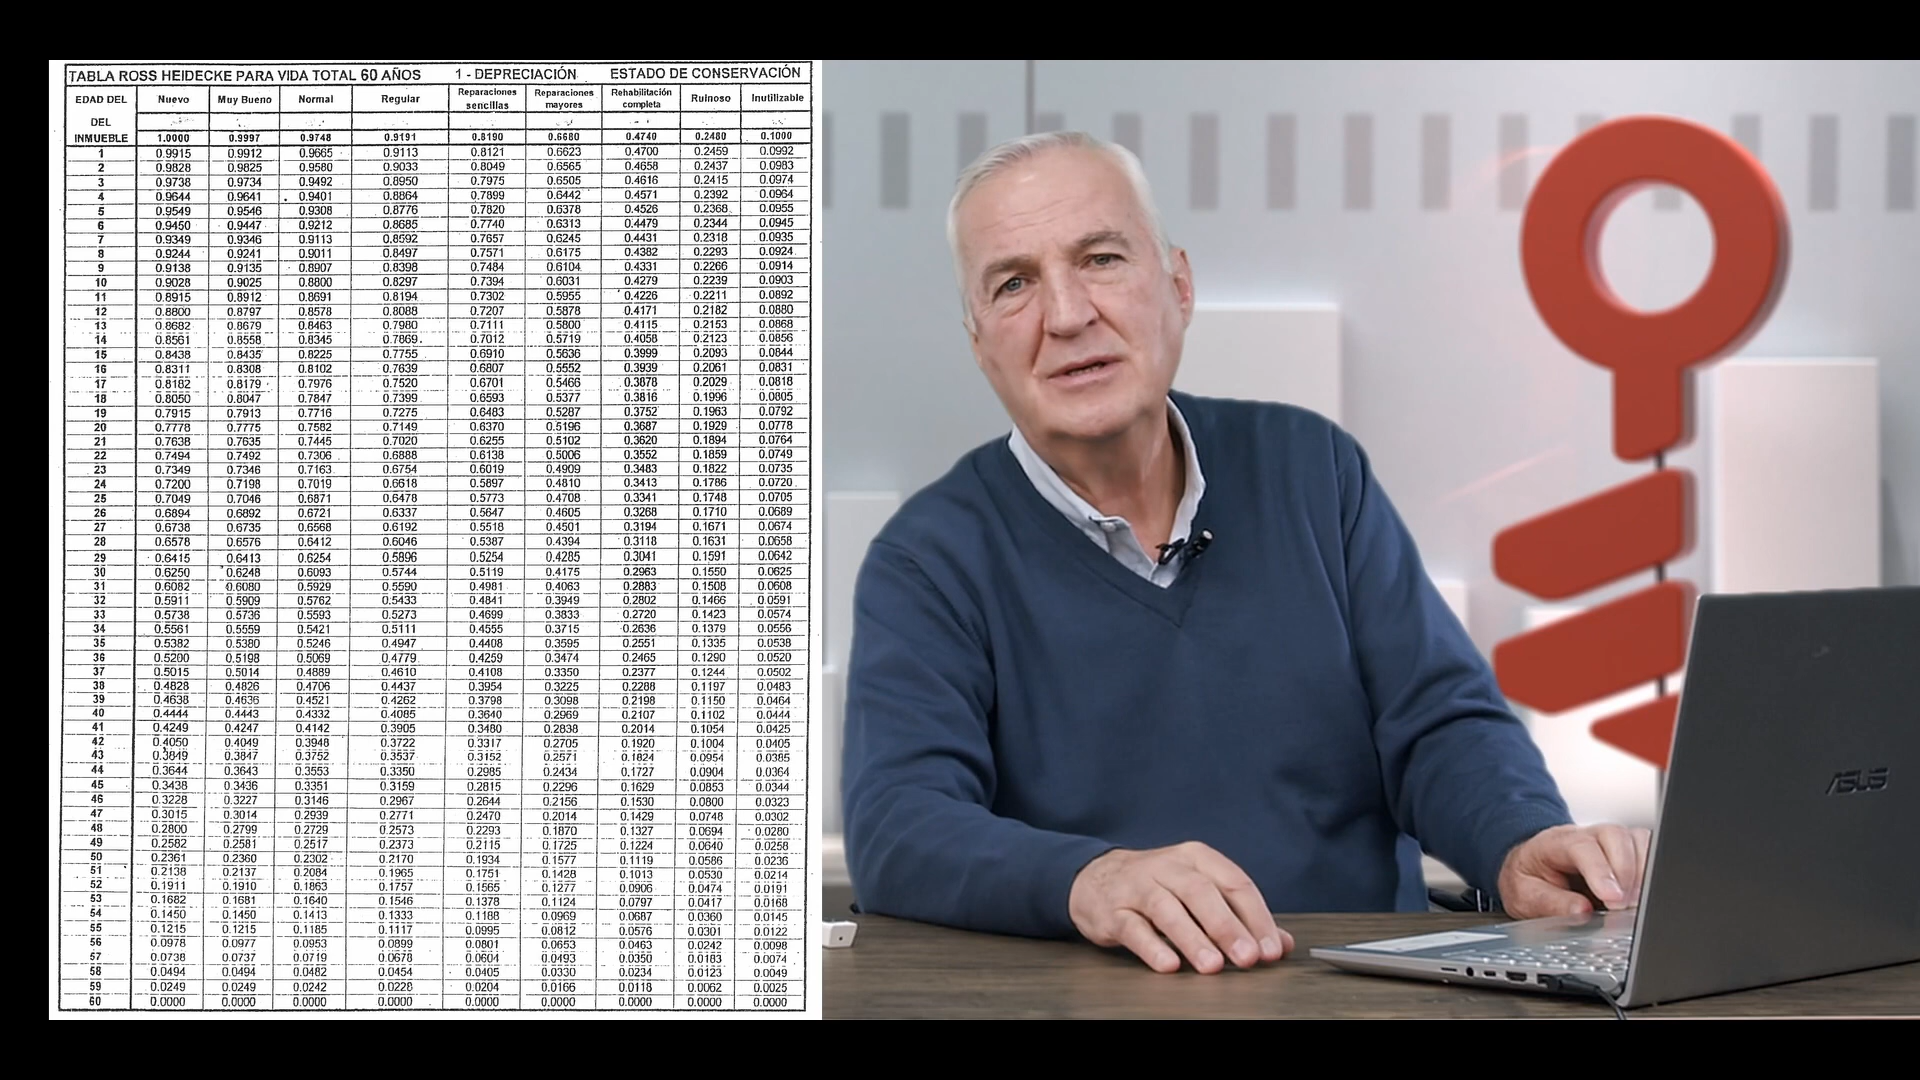 TABLA ROSS HEIDECKE PARA VIDA TOTAL 60 AÑOS 1 - DEPRECIACIÓN ESTADO DE CONSERVACIÓN
EDAD DEL Nuevo Muy Bueno Normal Regular Reparaciones sencillas Reparaciones mayores Rehabilitación completa Ruinoso Inutilizable
DEL
INMUEBLE 1.0000 0.9997 0.9748 0.9191 0.8190 0.6680 0.4740 0.2480 0.1000
1 0.9915 0.9912 0.9665 0.9113 0.8121 0.6623 0.4700 0.2459 0.0992
2 0.9828 0.9825 0.9580 0.9033 0.8049 0.6565 0.4658 0.2437 0.0983
3 0.9738 0.9734 0.9492 0.8950 0.7975 0.6505 0.4616 0.2415 0.0974
4 0.9644 0.9641 0.9401 0.8864 0.7899 0.6442 0.4571 0.2392 0.0964
5 0.9549 0.9546 0.9308 0.8776 0.7820 0.6378 0.4526 0.2368 0.0955
6 0.9450 0.9447 0.9212 0.8685 0.7740 0.6313 0.4479 0.2344 0.0945
7 0.9349 0.9346 0.9113 0.8592 0.7657 0.6245 0.4431 0.2318 0.0935
8 0.9244 0.9241 0.9011 0.8497 0.7571 0.6175 0.4382 0.2293 0.0924
9 0.9138 0.9135 0.8907 0.8398 0.7484 0.6104 0.4331 0.2266 0.0914
10 0.9028 0.9025 0.8800 0.8297 0.7394 0.6031 0.4279 0.2239 0.0903
11 0.8915 0.8912 0.8691 0.8194 0.7302 0.5955 0.4226 0.2211 0.0892
12 0.8800 0.8797 0.8578 0.8088 0.7207 0.5878 0.4171 0.2182 0.0880
13 0.8682 0.8679 0.8463 0.7980 0.7111 0.5800 0.4115 0.2153 0.0868
14 0.8561 0.8558 0.8345 0.7869 0.7012 0.5719 0.4058 0.2123 0.0856
15 0.8438 0.8435 0.8225 0.7755 0.6910 0.5636 0.3999 0.2093 0.0844
16 0.8311 0.8308 0.8102 0.7639 0.6807 0.5552 0.3939 0.2061 0.0831
17 0.8182 0.8179 0.7976 0.7520 0.6701 0.5466 0.3878 0.2029 0.0818
18 0.8050 0.8047 0.7847 0.7399 0.6593 0.5377 0.3816 0.1996 0.0805
19 0.7915 0.7913 0.7716 0.7275 0.6483 0.5287 0.3752 0.1963 0.0792
20 0.7778 0.7775 0.7582 0.7149 0.6370 0.5196 0.3687 0.1929 0.0778
21 0.7638 0.7635 0.7445 0.7020 0.6255 0.5102 0.3620 0.1894 0.0764
22 0.7494 0.7492 0.7306 0.6888 0.6138 0.5006 0.3552 0.1859 0.0749
23 0.7349 0.7346 0.7163 0.6754 0.6019 0.4909 0.3483 0.1822 0.0735
24 0.7200 0.7198 0.7019 0.6618 0.5897 0.4810 0.3413 0.1786 0.0720
25 0.7049 0.7046 0.6871 0.6478 0.5773 0.4708 0.3341 0.1748 0.0705
26 0.6894 0.6892 0.6721 0.6337 0.5647 0.4605 0.3268 0.1710 0.0689
27 0.6738 0.6735 0.6568 0.6192 0.5518 0.4501 0.3194 0.1671 0.0674
28 0.6578 0.6576 0.6412 0.6046 0.5387 0.4394 0.3118 0.1631 0.0658
29 0.6415 0.6413 0.6254 0.5896 0.5254 0.4285 0.3041 0.1591 0.0642
30 0.6250 0.6248 0.6093 0.5744 0.5119 0.4175 0.2963 0.1550 0.0625
31 0.6082 0.6080 0.5929 0.5590 0.4981 0.4063 0.2883 0.1508 0.0608
32 0.5911 0.5909 0.5762 0.5433 0.4841 0.3949 0.2802 0.1466 0.0591
33 0.5738 0.5736 0.5593 0.5273 0.4699 0.3833 0.2720 0.1423 0.0574
34 0.5561 0.5559 0.5421 0.5111 0.4555 0.3715 0.2636 0.1379 0.0556
35 0.5382 0.5380 0.5246 0.4947 0.4408 0.3595 0.2551 0.1335 0.0538
36 0.5200 0.5198 0.5069 0.4779 0.4259 0.3474 0.2465 0.1290 0.0520
37 0.5015 0.5014 0.4889 0.4610 0.4108 0.3350 0.2377 0.1244 0.0502
38 0.4828 0.4826 0.4706 0.4437 0.3954 0.3225 0.2288 0.1197 0.0483
39 0.4638 0.4636 0.4521 0.4262 0.3798 0.3098 0.2198 0.1150 0.0464
40 0.4444 0.4443 0.4332 0.4085 0.3640 0.2969 0.2107 0.1102 0.0444
41 0.4249 0.4247 0.4142 0.3905 0.3480 0.2838 0.2014 0.1054 0.0425
42 0.4050 0.4049 0.3948 0.3722 0.3317 0.2705 0.1920 0.1004 0.0405
43 0.3849 0.3847 0.3752 0.3537 0.3152 0.2571 0.1824 0.0954 0.0385
44 0.3644 0.3643 0.3553 0.3350 0.2985 0.2434 0.1727 0.0904 0.0364
45 0.3438 0.3436 0.3351 0.3159 0.2815 0.2296 0.1629 0.0853 0.0344
46 0.3228 0.3227 0.3146 0.2967 0.2644 0.2156 0.1530 0.0800 0.0323
47 0.3015 0.3014 0.2939 0.2771 0.2470 0.2014 0.1429 0.0748 0.0302
48 0.2800 0.2799 0.2729 0.2573 0.2293 0.1870 0.1327 0.0694 0.0280
49 0.2582 0.2581 0.2517 0.2373 0.2115 0.1725 0.1224 0.0640 0.0258
50 0.2361 0.2360 0.2302 0.2170 0.1934 0.1577 0.1119 0.0586 0.0236
51 0.2138 0.2137 0.2084 0.1965 0.1751 0.1428 0.1013 0.0530 0.0214
52 0.1911 0.1910 0.1863 0.1757 0.1565 0.1277 0.0906 0.0474 0.0191
53 0.1682 0.1681 0.1640 0.1546 0.1378 0.1124 0.0797 0.0417 0.0168
54 0.1450 0.1450 0.1413 0.1333 0.1188 0.0969 0.0687 0.0360 0.0145
55 0.1215 0.1215 0.1185 0.1117 0.0995 0.0812 0.0576 0.0301 0.0122
56 0.0978 0.0977 0.0953 0.0899 0.0801 0.0653 0.0463 0.0242 0.0098
57 0.0738 0.0737 0.0719 0.0678 0.0604 0.0493 0.0350 0.0183 0.0074
58 0.0494 0.0494 0.0482 0.0454 0.0405 0.0330 0.0234 0.0123 0.0049
59 0.0249 0.0249 0.0242 0.0228 0.0204 0.0166 0.0118 0.0062 0.0025
60 0.0000 0.0000 0.0000 0.0000 0.0000 0.0000 0.0000 0.0000 0.0000
ASUS